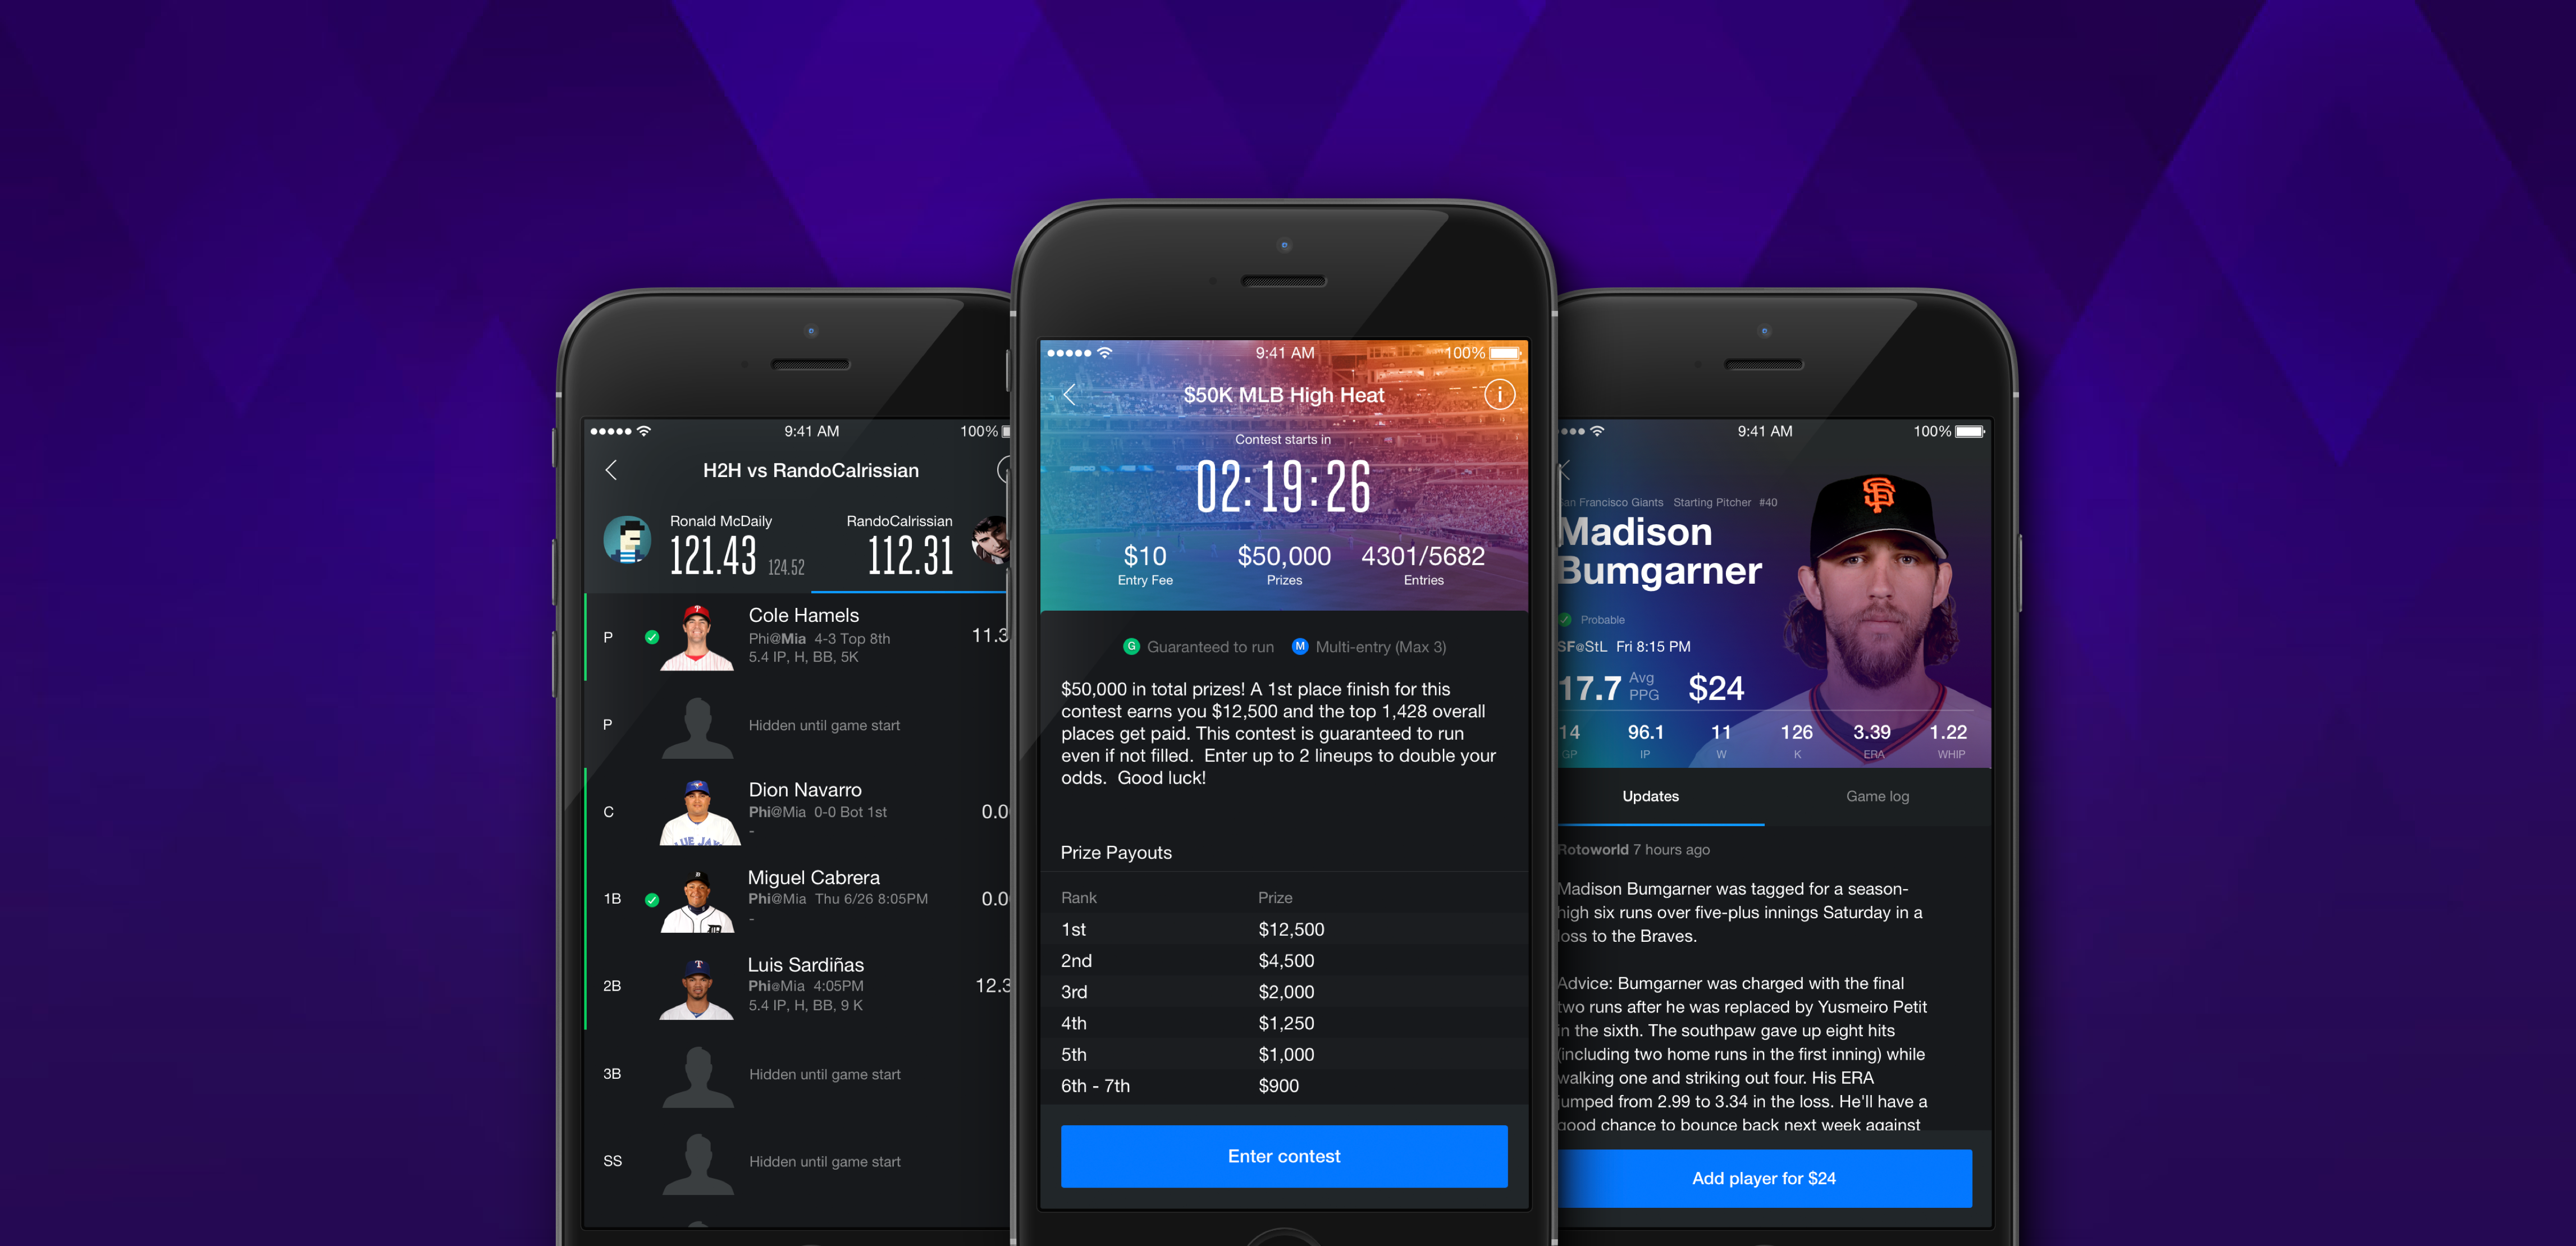 9:41 AM
100%
H2H vs RandoCalrissian
Ronald McDaily
RandoCalrissian
121.43 124.52
112.31
P
Cole Hamels
Phi@Mia 4-3 Top 8th
5.4 IP, H, BB, 5K
11.3
P
Hidden until game start
C
Dion Navarro
Phi@Mia 0-0 Bot 1st
-
0.0
1B
Miguel Cabrera
Phi@Mia Thu 6/26 8:05PM
-
0.0
2B
Luis Sardiñas
Phi@Mia 4:05PM
5.4 IP, H, BB, 9 K
12.3
3B
Hidden until game start
SS
Hidden until game start
9:41 AM
100%
$50K MLB High Heat
i
Contest starts in
02:19:26
$10 $50,000 4301/5682
Entry Fee Prizes Entries
G Guaranteed to run M Multi-entry (Max 3)
$50,000 in total prizes! A 1st place finish for this
contest earns you $12,500 and the top 1,428 overall
places get paid. This contest is guaranteed to run
even if not filled. Enter up to 2 lineups to double your
odds. Good luck!
Prize Payouts
Rank Prize
1st $12,500
2nd $4,500
3rd $2,000
4th $1,250
5th $1,000
6th - 7th $900
Enter contest
9:41 AM
100%
San Francisco Giants Starting Pitcher #40
Madison
Bumgarner
SF
Probable
SF@StL Fri 8:15 PM
17.7 Avg PPG $24
14 96.1 11 126 3.39 1.22
GP IP W K ERA WHIP
Updates Game log
Rotoworld 7 hours ago
Madison Bumgarner was tagged for a season-
high six runs over five-plus innings Saturday in a
loss to the Braves.
Advice: Bumgarner was charged with the final
two runs after he was replaced by Yusmeiro Petit
in the sixth. The southpaw gave up eight hits
(including two home runs in the first inning) while
walking one and striking out four. His ERA
jumped from 2.99 to 3.34 in the loss. He'll have a
good chance to bounce back next week against
Add player for $24